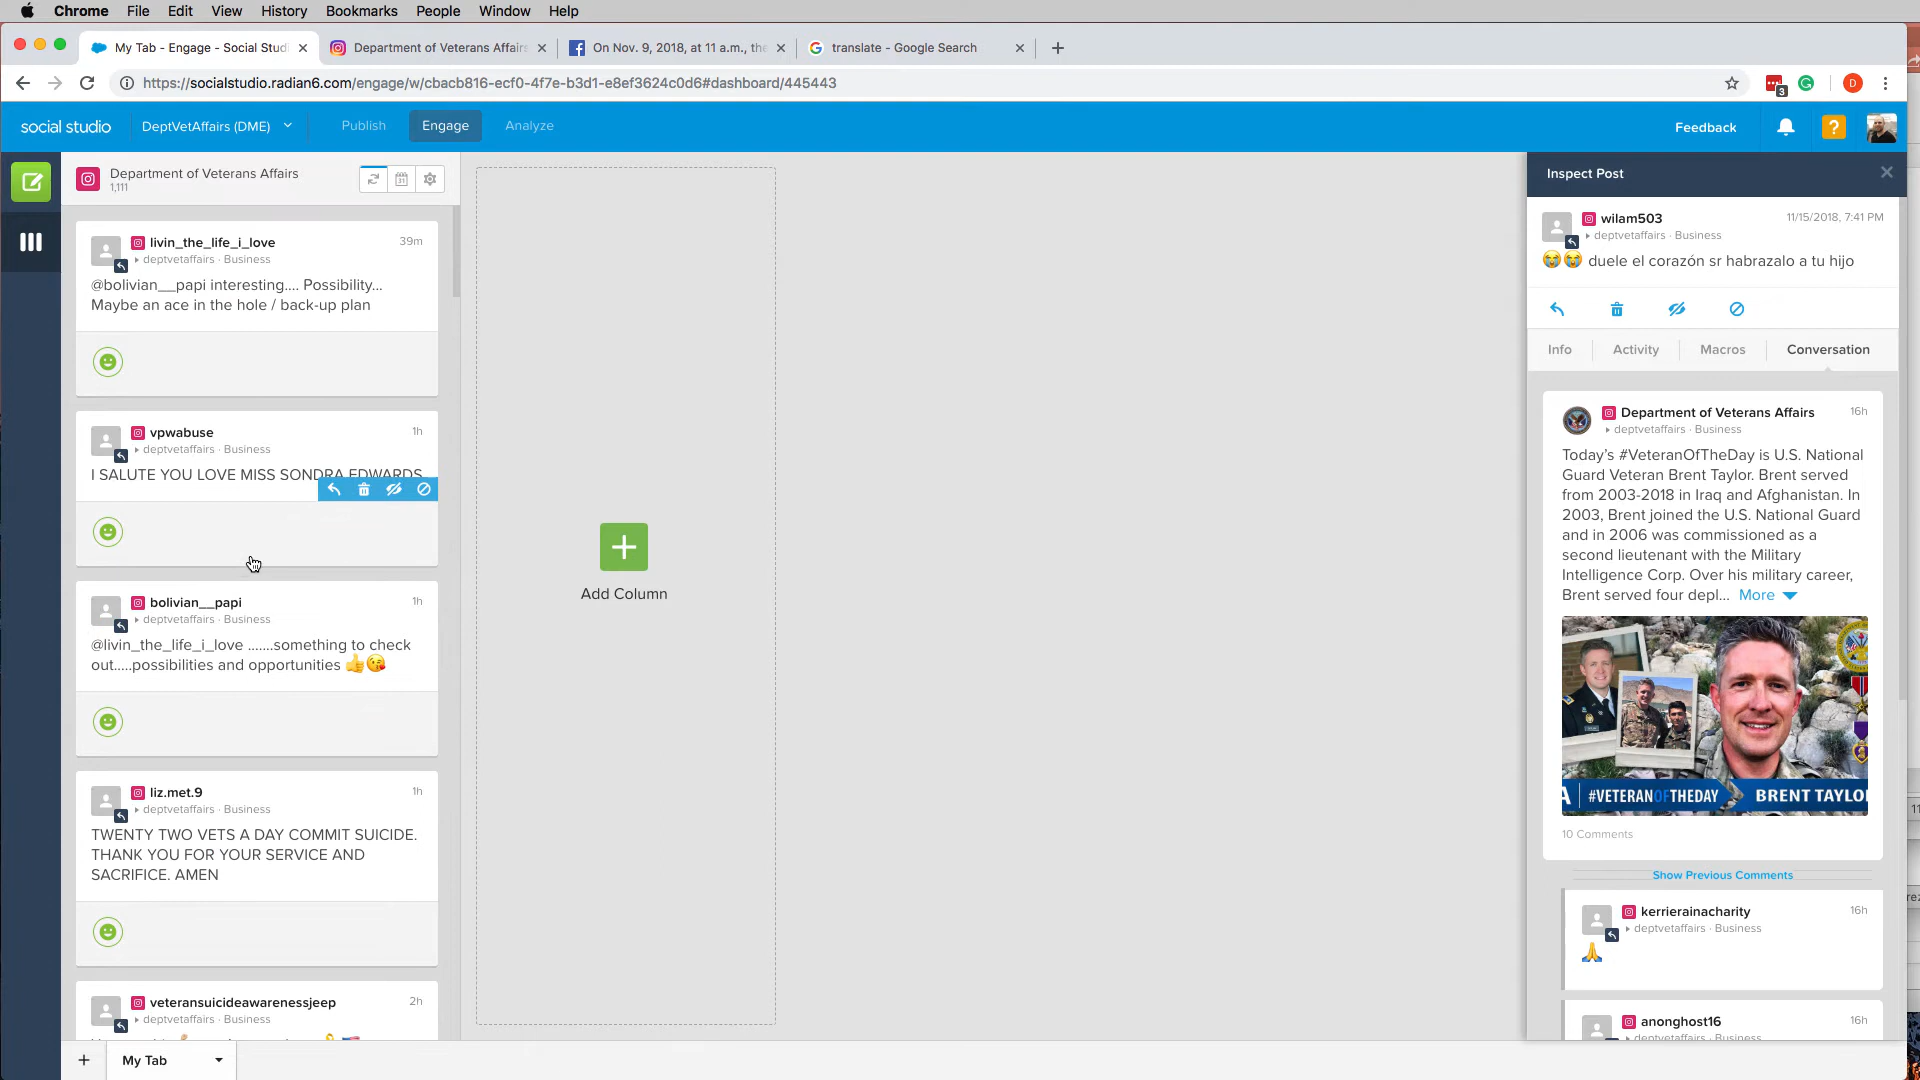 Chrome File Edit View History Bookmarks People Window Help
My Tab - Engage - Social Studi
Department of Veterans Affairs
On Nov. 9, 2018, at 11 a.m., the
translate - Google Search
https://socialstudio.radian6.com/engage/w/cbacb816-ecf0-4f7e-b3d1-e8ef3624c0d6#dashboard/445443
3
D
social studio
DeptVetAffairs (DME)
Publish
Engage
Analyze
Feedback
?
Department of Veterans Affairs
1,111
31
livin_the_life_i_love
39m
deptvetaffairs · Business
@bolivian__papi interesting.... Possibility...
Maybe an ace in the hole / back-up plan
vpwabuse
1h
deptvetaffairs · Business
I SALUTE YOU LOVE MISS SONDRA EDWARDS
bolivian__papi
1h
deptvetaffairs · Business
@livin_the_life_i_love .......something to check
out.....possibilities and opportunities 👍😘
liz.met.9
1h
deptvetaffairs · Business
TWENTY TWO VETS A DAY COMMIT SUICIDE.
THANK YOU FOR YOUR SERVICE AND
SACRIFICE. AMEN
veteransuicideawarenessjeep
2h
deptvetaffairs · Business
My Tab
Add Column
Inspect Post
wilam503
11/15/2018, 7:41 PM
deptvetaffairs · Business
😭😭 duele el corazón sr habrazalo a tu hijo
Info
Activity
Macros
Conversation
Department of Veterans Affairs
16h
deptvetaffairs · Business
Today's #VeteranOfTheDay is U.S. National
Guard Veteran Brent Taylor. Brent served
from 2003-2018 in Iraq and Afghanistan. In
2003, Brent joined the U.S. National Guard
and in 2006 was commissioned as a
second lieutenant with the Military
Intelligence Corp. Over his military career,
Brent served four depl... More
A #VETERANOFTHEDAY BRENT TAYLOR
10 Comments
Show Previous Comments
kerrierainacharity
16h
deptvetaffairs · Business
🙏
anonghost16
16h
deptvetaffairs · Business